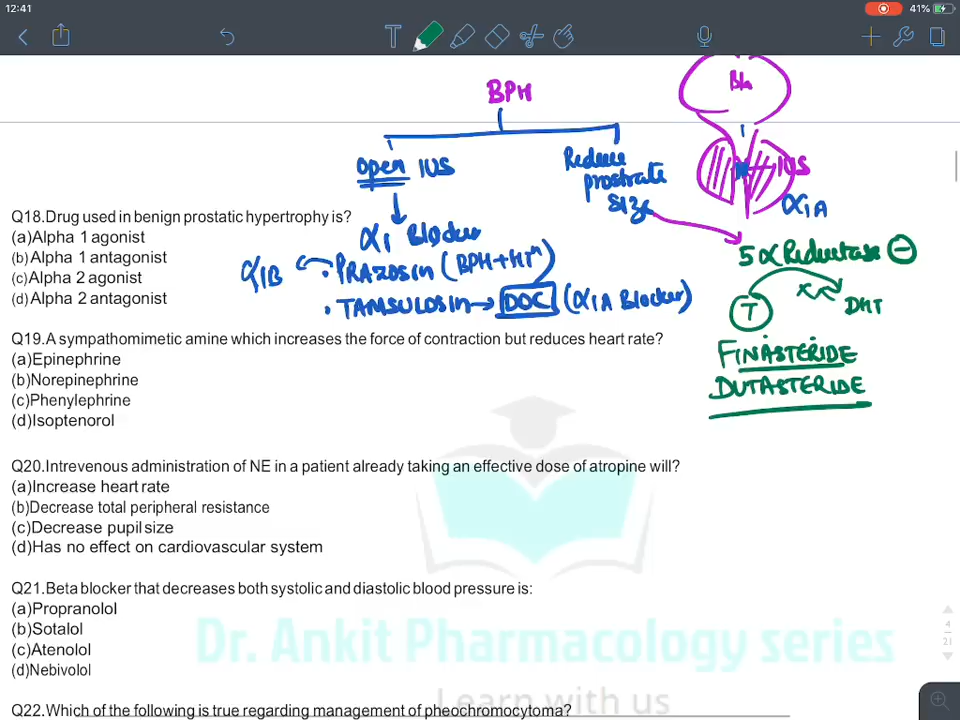 12:41
41%
BPH
Bla
Open IUS
Reduce
prostrate
size
IUS
α1A
Q18.Drug used in benign prostatic hypertrophy is?
(a)Alpha 1 agonist
(b)Alpha 1 antagonist
(c)Alpha 2 agonist
(d)Alpha 2 antagonist
α1 Blocker
α1B
• PRAZOSIN (BPH+HTN)
• TAMSULOSIN → DOC (α1A Blocker)
5α Reductase ⊖
T
DHT
FINASTERIDE
DUTASTERIDE
Q19.A sympathomimetic amine which increases the force of contraction but reduces heart rate?
(a)Epinephrine
(b)Norepinephrine
(c)Phenylephrine
(d)Isoptenorol
Q20.Intrevenous administration of NE in a patient already taking an effective dose of atropine will?
(a)Increase heart rate
(b)Decrease total peripheral resistance
(c)Decrease pupil size
(d)Has no effect on cardiovascular system
Q21.Beta blocker that decreases both systolic and diastolic blood pressure is:
(a)Propranolol
(b)Sotalol
(c)Atenolol
(d)Nebivolol
Dr. Ankit Pharmacology series
Learn with us
4
21
Q22.Which of the following is true regarding management of pheochromocytoma?